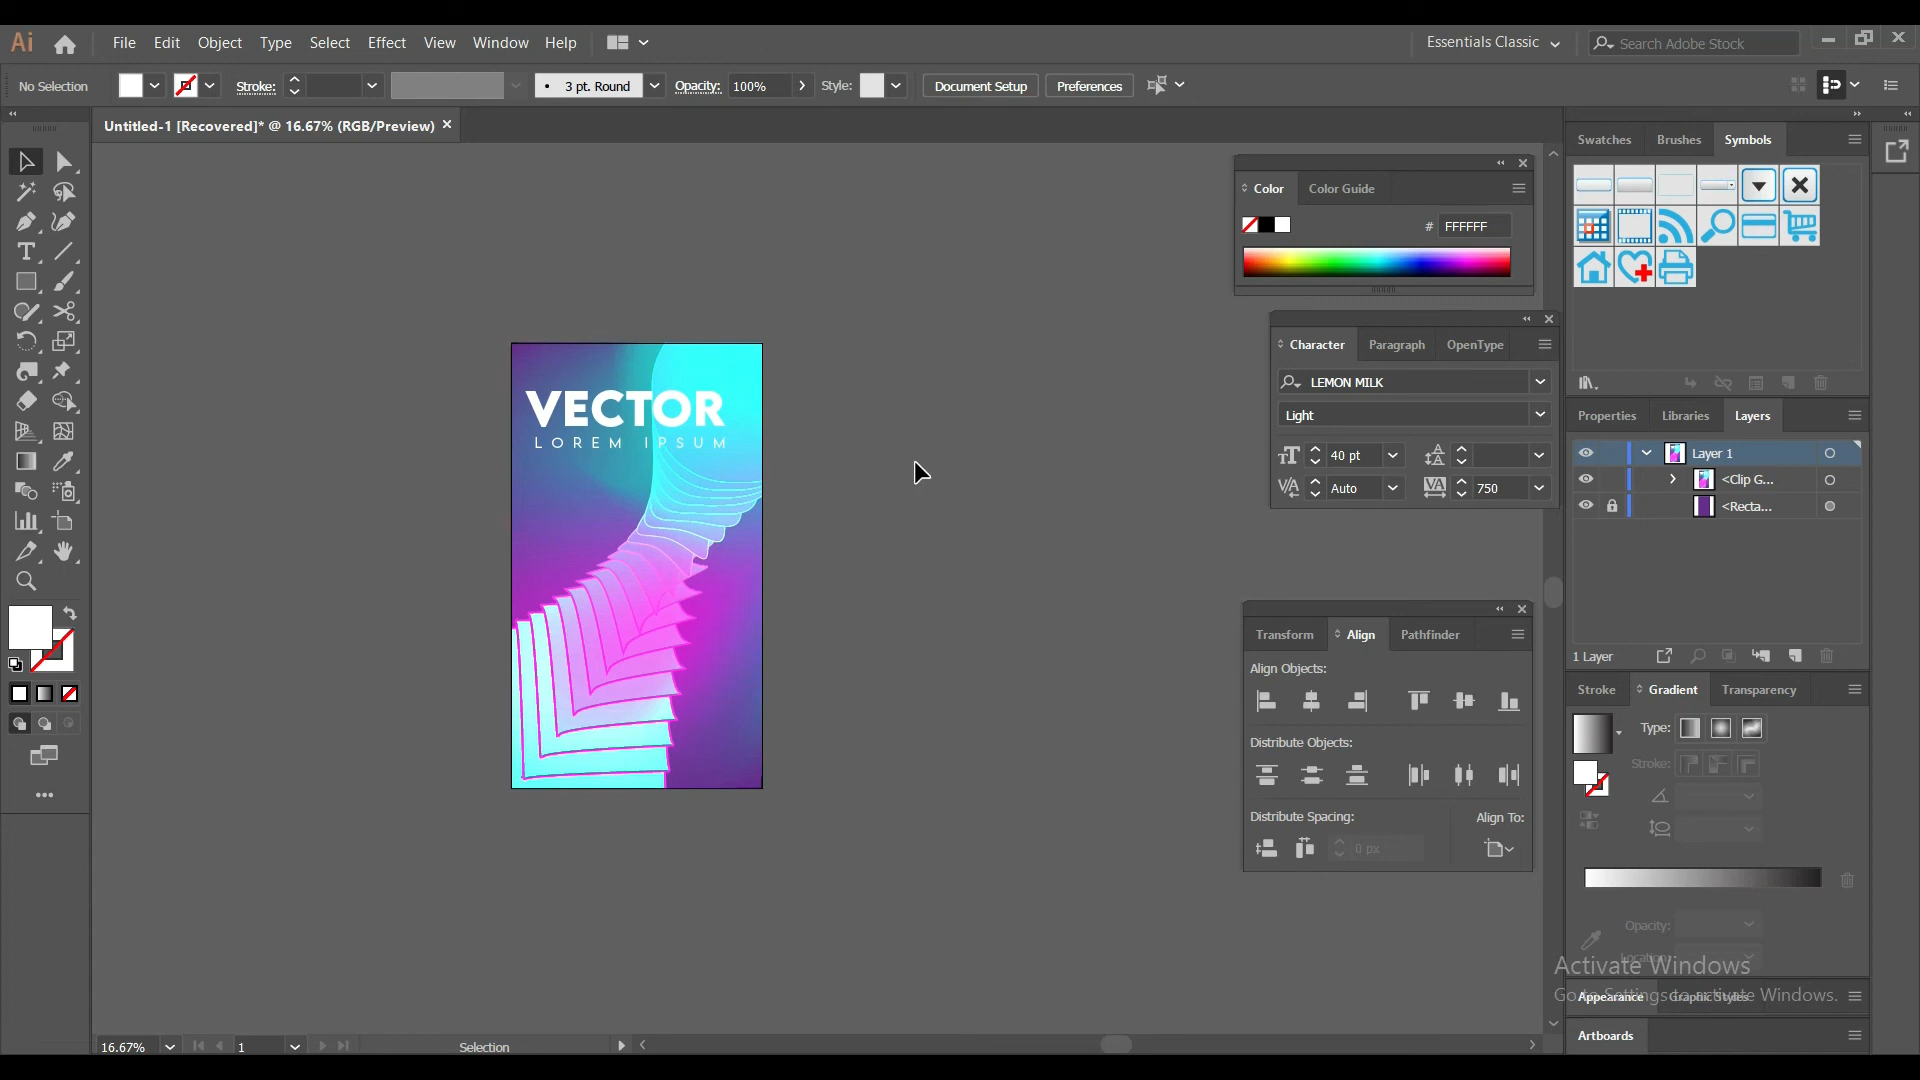 Ai File Edit Object Type Select Effect View Window Help Essentials Classic Search Adobe Stock
No Selection Stroke: 3 pt. Round Opacity: 100% Style: Document Setup Preferences
Untitled-1 [Recovered]* @ 16.67% (RGB/Preview)
Swatches Brushes Symbols
Color Color Guide
# FFFFFF
Character Paragraph OpenType
LEMON MILK
Light
40 pt
Auto 750
VECTOR
LOREM IPSUM
Properties Libraries Layers
Layer 1
<Clip G...
<Recta...
1 Layer
Transform Align Pathfinder
Align Objects:
Distribute Objects:
Distribute Spacing: Align To:
0 px
Stroke Gradient Transparency
Type:
Stroke:
Opacity:
Location:
Activate Windows
Go to Settings to activate Windows.
Appearance Graphic Styles
Artboards
16.67% 1 Selection